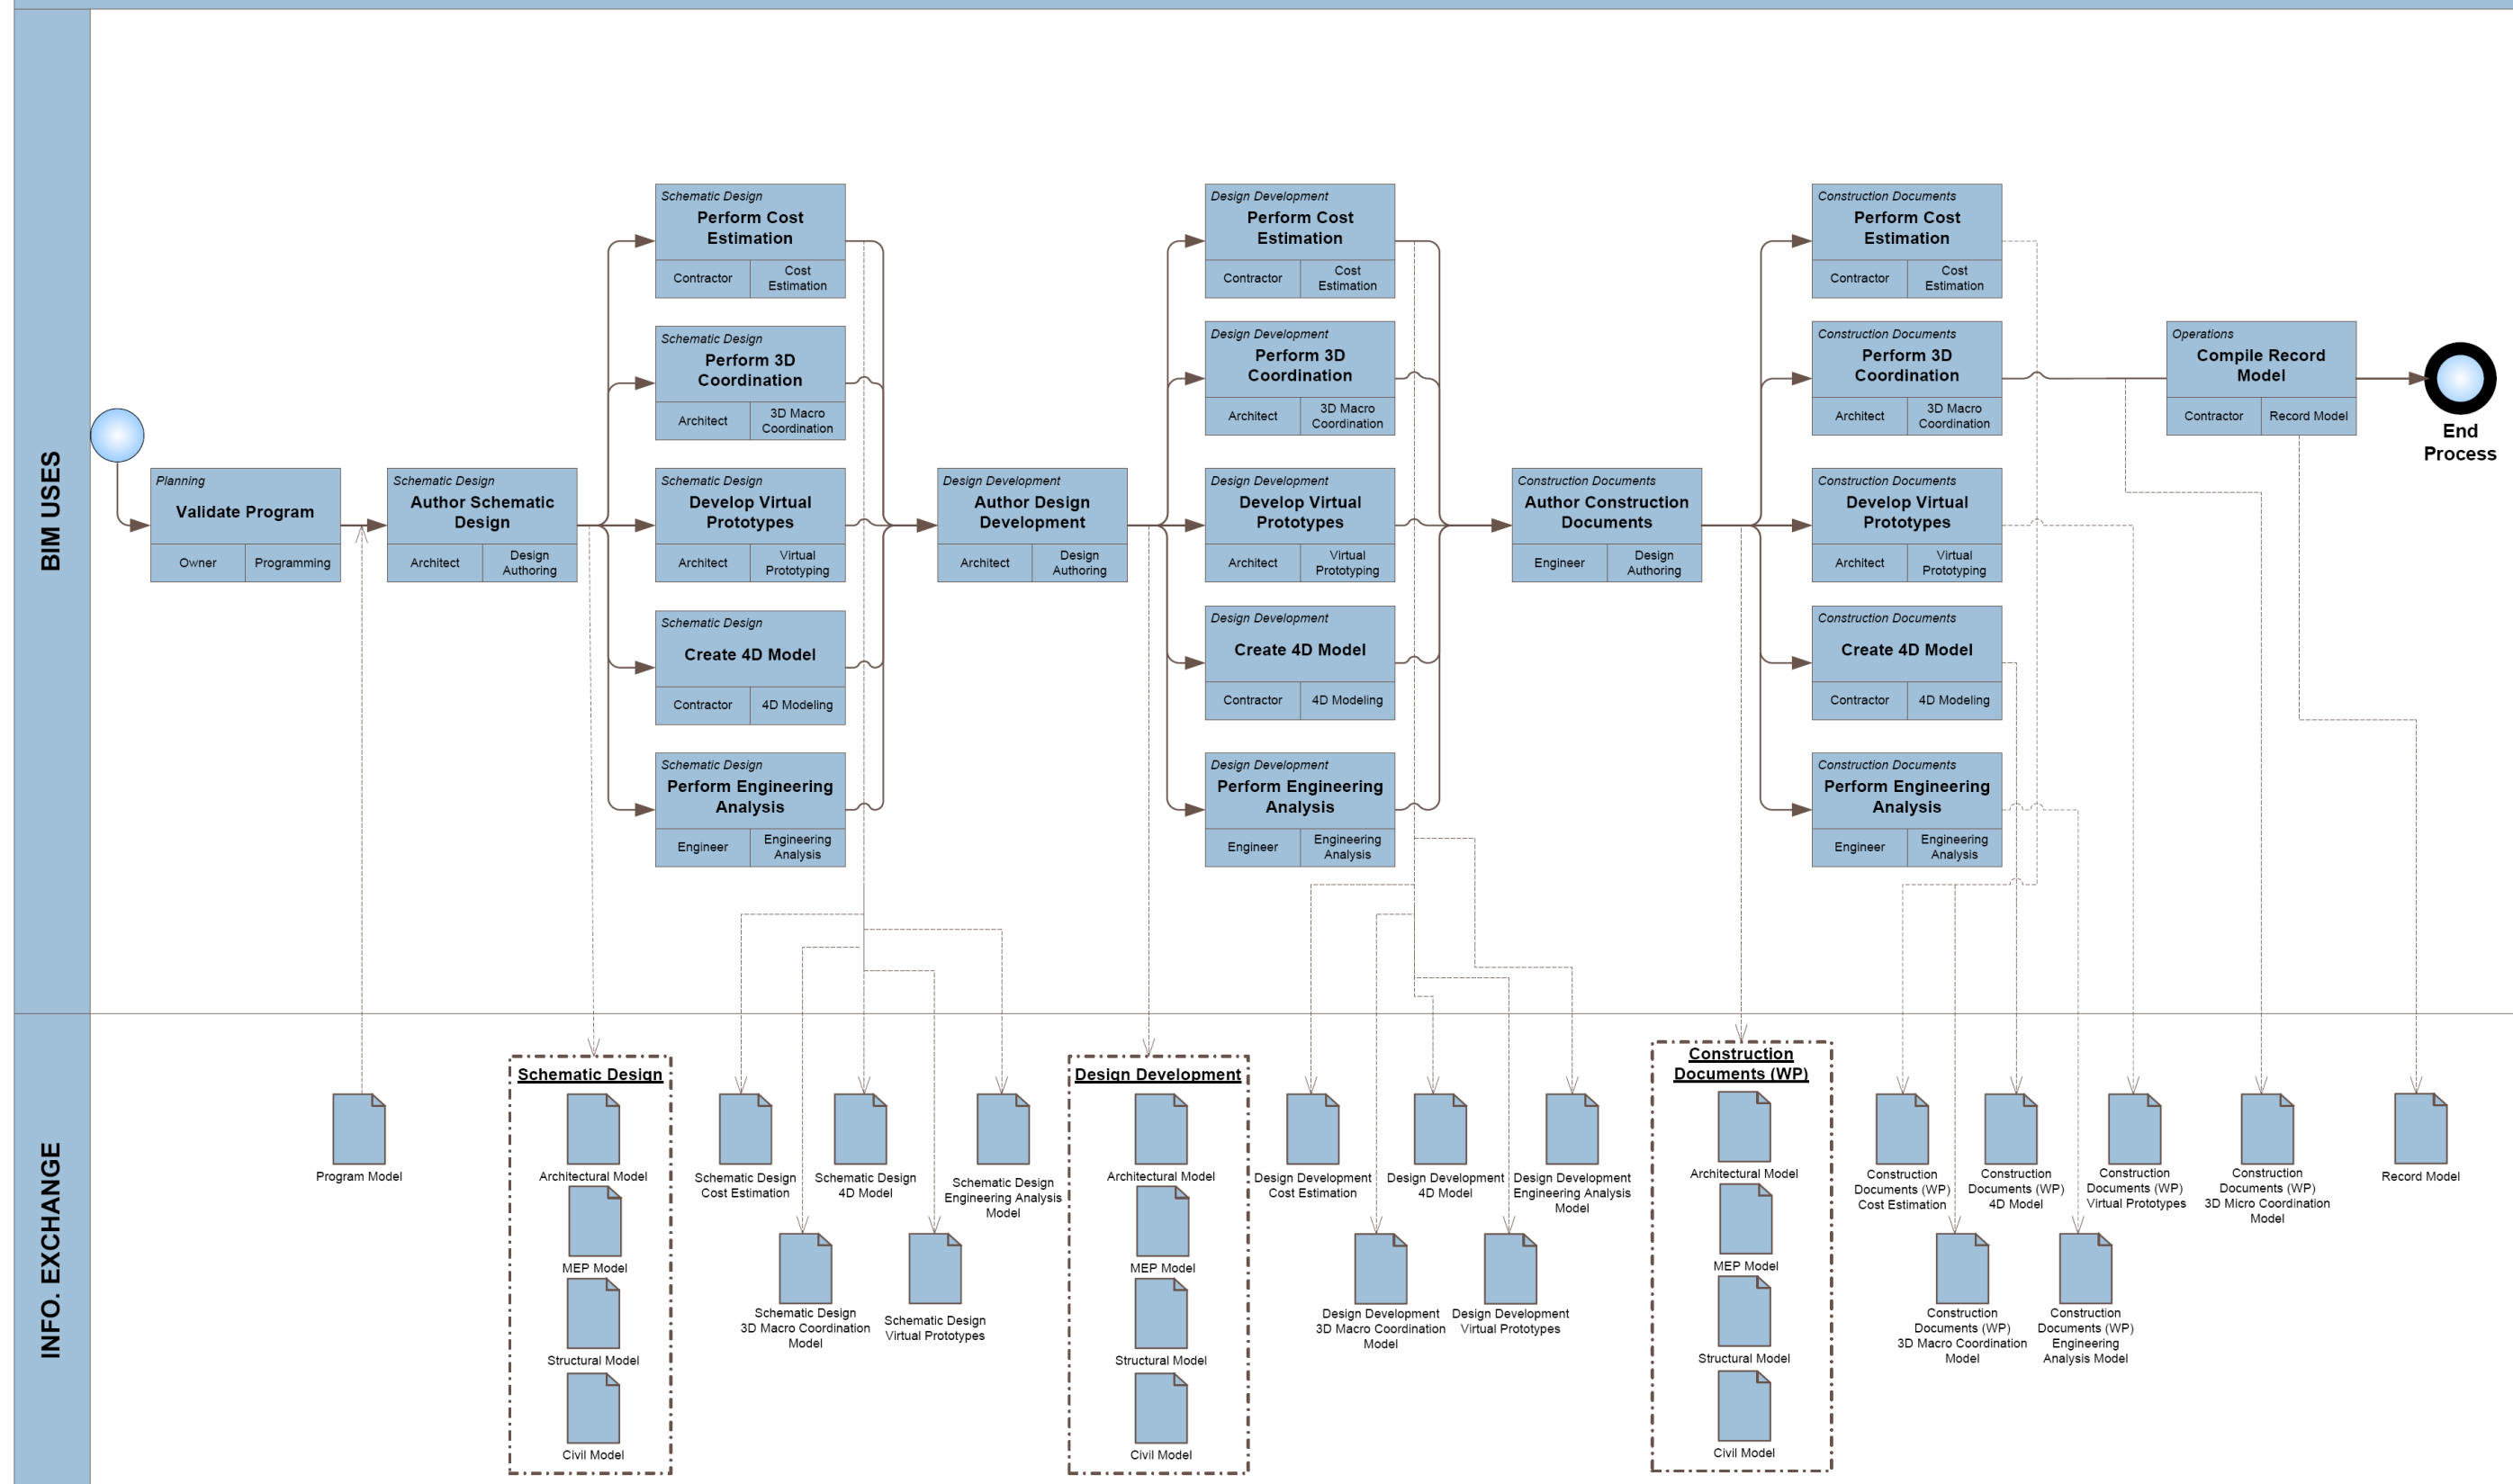 BIM USES
Planning
Validate Program
Owner
Programming
Schematic Design
Author Schematic
Design
Architect
Design
Authoring
Schematic Design
Perform Cost
Estimation
Contractor
Cost
Estimation
Schematic Design
Perform 3D
Coordination
Architect
3D Macro
Coordination
Schematic Design
Develop Virtual
Prototypes
Architect
Virtual
Prototyping
Schematic Design
Create 4D Model
Contractor
4D Modeling
Schematic Design
Perform Engineering
Analysis
Engineer
Engineering
Analysis
Design Development
Author Design
Development
Architect
Design
Authoring
Design Development
Perform Cost
Estimation
Contractor
Cost
Estimation
Design Development
Perform 3D
Coordination
Architect
3D Macro
Coordination
Design Development
Develop Virtual
Prototypes
Architect
Virtual
Prototyping
Design Development
Create 4D Model
Contractor
4D Modeling
Design Development
Perform Engineering
Analysis
Engineer
Engineering
Analysis
Construction Documents
Author Construction
Documents
Engineer
Design
Authoring
Construction Documents
Perform Cost
Estimation
Contractor
Cost
Estimation
Construction Documents
Perform 3D
Coordination
Architect
3D Macro
Coordination
Construction Documents
Develop Virtual
Prototypes
Architect
Virtual
Prototyping
Construction Documents
Create 4D Model
Contractor
4D Modeling
Construction Documents
Perform Engineering
Analysis
Engineer
Engineering
Analysis
Operations
Compile Record
Model
Contractor
Record Model
End
Process
INFO. EXCHANGE
Program Model
Schematic Design
Architectural Model
MEP Model
Structural Model
Civil Model
Schematic Design
Cost Estimation
Schematic Design
4D Model
Schematic Design
Engineering Analysis
Model
Schematic Design
3D Macro Coordination
Model
Schematic Design
Virtual Prototypes
Design Development
Architectural Model
MEP Model
Structural Model
Civil Model
Design Development
Cost Estimation
Design Development
4D Model
Design Development
Engineering Analysis
Model
Design Development
3D Macro Coordination
Model
Design Development
Virtual Prototypes
Construction
Documents (WP)
Architectural Model
MEP Model
Structural Model
Civil Model
Construction
Documents (WP)
Cost Estimation
Construction
Documents (WP)
4D Model
Construction
Documents (WP)
Virtual Prototypes
Construction
Documents (WP)
3D Micro Coordination
Model
Construction
Documents (WP)
3D Macro Coordination
Model
Construction
Documents (WP)
Engineering
Analysis Model
Record Model